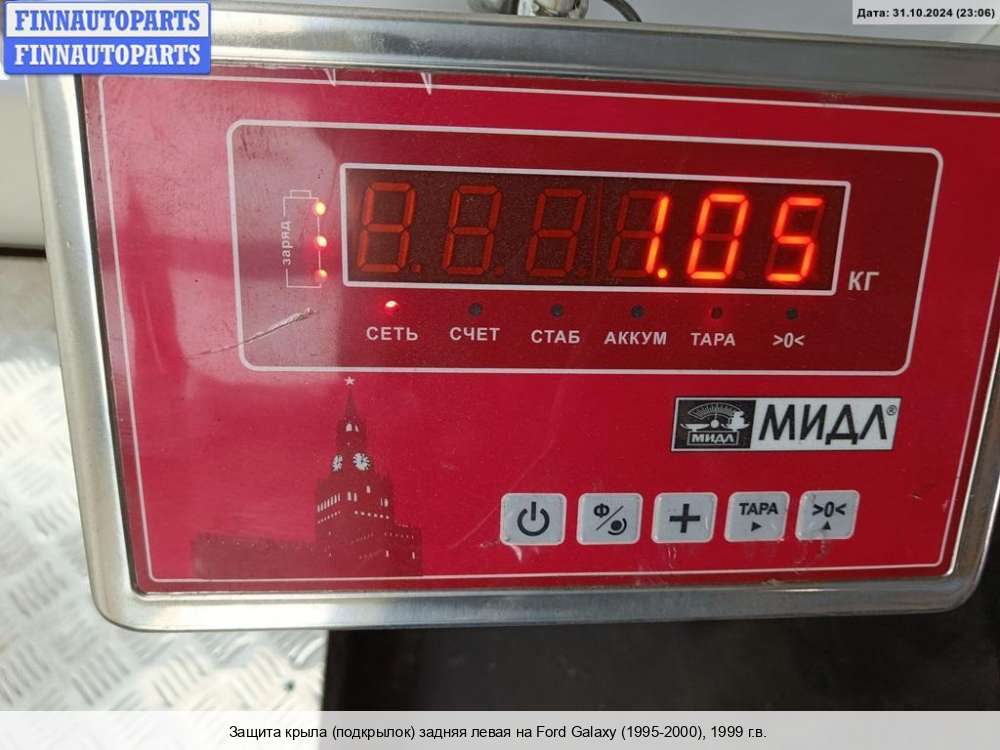 FINNAUTOPARTS
FINNAUTOPARTS
Дата: 31.10.2024 (23:06)
заряд
1.05
КГ
СЕТЬ СЧЕТ СТАБ АККУМ ТАРА >0<
МИДЛ МИДЛ®
Ф/ + ТАРА >0<
Защита крыла (подкрылок) задняя левая на Ford Galaxy (1995-2000), 1999 г.в.